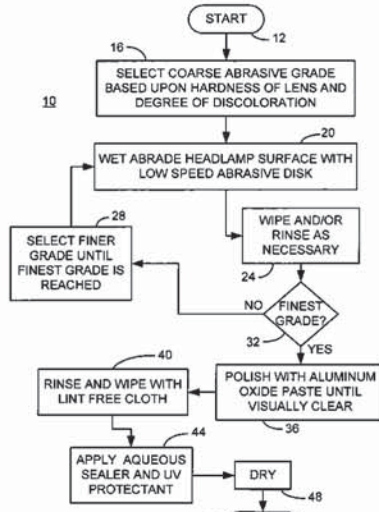 START
12
16
SELECT COARSE ABRASIVE GRADE
BASED UPON HARDNESS OF LENS AND
DEGREE OF DISCOLORATION
10
20
WET ABRADE HEADLAMP SURFACE WITH
LOW SPEED ABRASIVE DISK
28
SELECT FINER
GRADE UNTIL
FINEST GRADE IS
REACHED
WIPE AND/OR
RINSE AS
NECESSARY
24
NO
FINEST
GRADE?
32
YES
40
RINSE AND WIPE WITH
LINT FREE CLOTH
POLISH WITH ALUMINUM
OXIDE PASTE UNTIL
VISUALLY CLEAR
36
44
APPLY AQUEOUS
SEALER AND UV
PROTECTANT
DRY
48